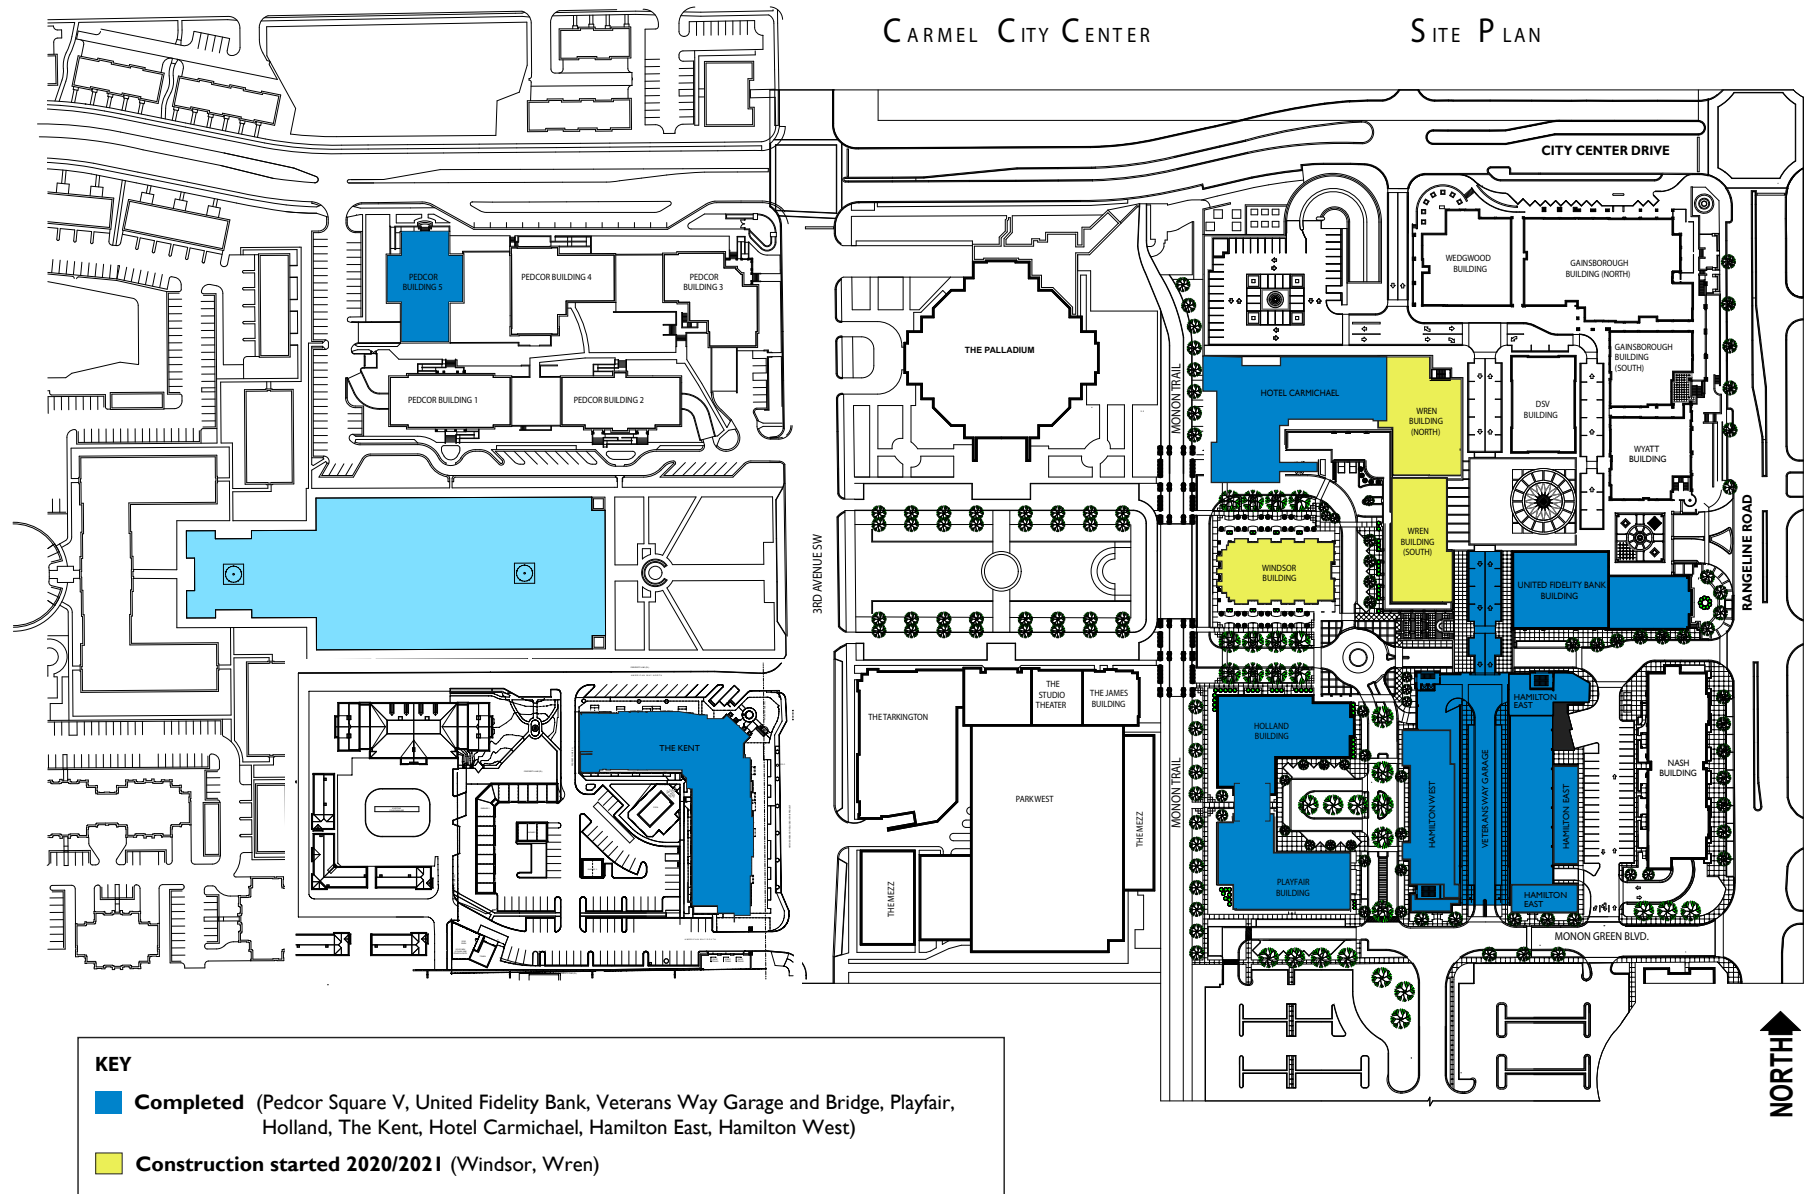 CARMEL CITY CENTER
SITE PLAN
CITY CENTER DRIVE
PEDCOR
BUILDING 5
PEDCOR BUILDING 4
PEDCOR
BUILDING 3
PEDCOR BUILDING 1
PEDCOR BUILDING 2
THE PALLADIUM
MONON TRAIL
WEDGWOOD
BUILDING
GAINSBOROUGH
BUILDING (NORTH)
GAINSBOROUGH
BUILDING
(SOUTH)
HOTEL CARMICHAEL
WREN
BUILDING
(NORTH)
DSV
BUILDING
WYATT
BUILDING
WREN
BUILDING
(SOUTH)
WINDSOR
BUILDING
UNITED FIDELITY BANK
BUILDING
RANGELINE ROAD
3RD AVENUE SW
THE TARKINGTON
THE
STUDIO
THEATER
THE JAMES
BUILDING
PARKWEST
THE MEZZ
THE MEZZ
MONON TRAIL
THE KENT
HOLLAND
BUILDING
PLAYFAIR
BUILDING
HAMILTON WEST
VETERANS WAY GARAGE
HAMILTON
EAST
HAMILTON EAST
HAMILTON
EAST
NASH
BUILDING
MONON GREEN BLVD.
NORTH
KEY
Completed (Pedcor Square V, United Fidelity Bank, Veterans Way Garage and Bridge, Playfair,
Holland, The Kent, Hotel Carmichael, Hamilton East, Hamilton West)
Construction started 2020/2021 (Windsor, Wren)